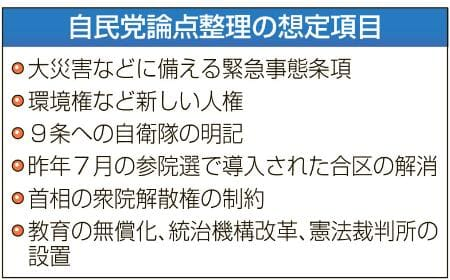 自民党論点整理の想定項目
大災害などに備える緊急事態条項
環境権など新しい人権
9条への自衛隊の明記
昨年7月の参院選で導入された合区の解消
首相の衆院解散権の制約
教育の無償化、統治機構改革、憲法裁判所の
設置